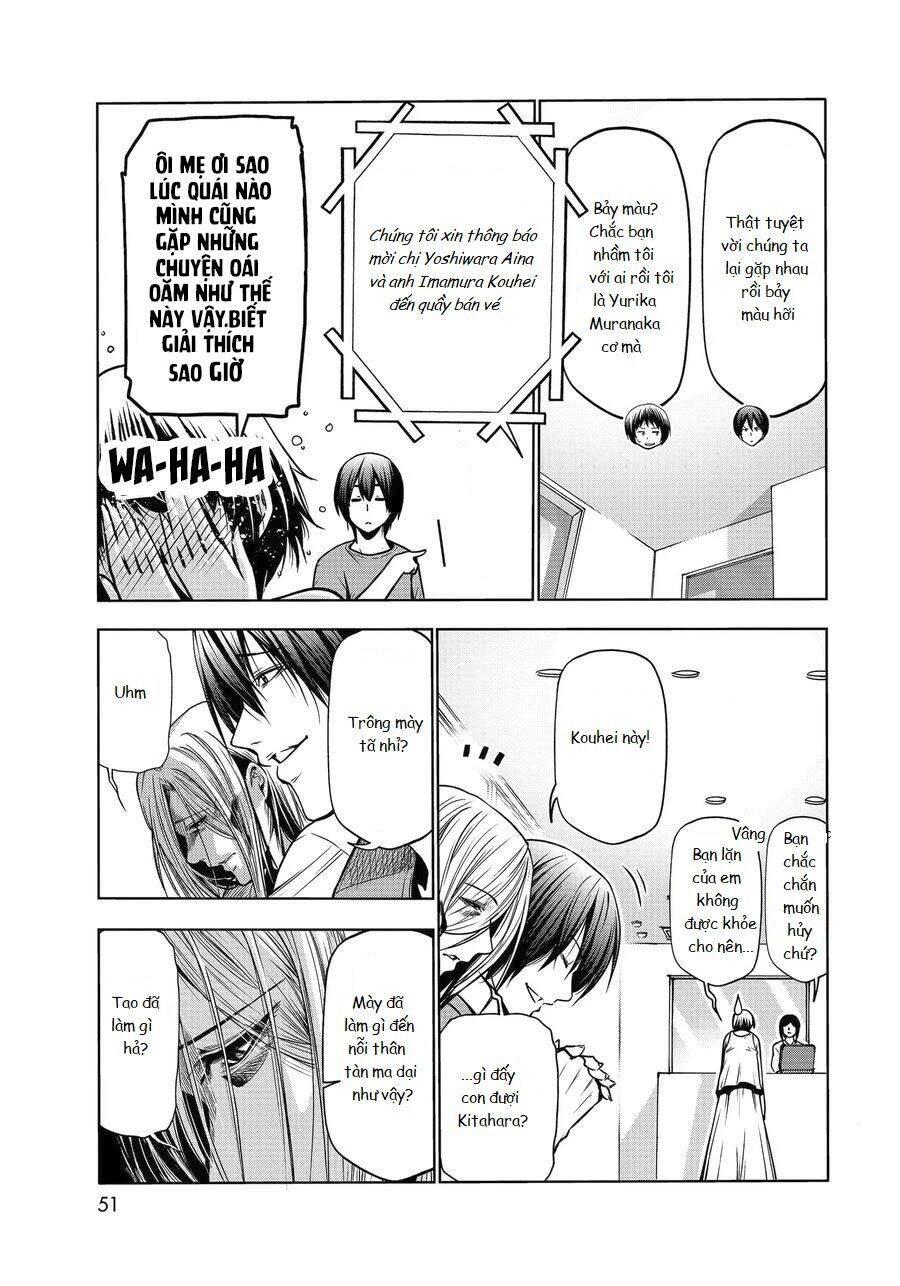 Thật tuyệt
vời chúng ta
lại gặp nhau
rồi bảy
màu hỡi
Bảy màu?
Chắc bạn
nhầm tôi
với ai rồi tôi
là Yurika
Muranaka
cơ mà
Chúng tôi xin thông báo
mời chị Yoshiwara Aina
và anh Imamura Kouhei
đến quầy bán vé
ÔI MẸ ƠI SAO
LÚC QUÁI NÀO
MÌNH CŨNG
GẶP NHỮNG
CHUYỆN OÁI
OĂM NHƯ THẾ
NÀY VẬY.BIẾT
GIẢI THÍCH
SAO GIỜ
WA-HA-HA
Bạn
chắc
chắn
muốn
hủy
chứ?
Vâng
Bạn lặn
của em
không
được khỏe
cho nên...
Kouhei này!
...gì đấy
con đượi
Kitahara?
Trông mày
tã nhỉ?
Uhm
Mày đã
làm gì đến
nỗi thân
tàn ma dại
như vậy?
Tao đã
làm gì
hả?
51